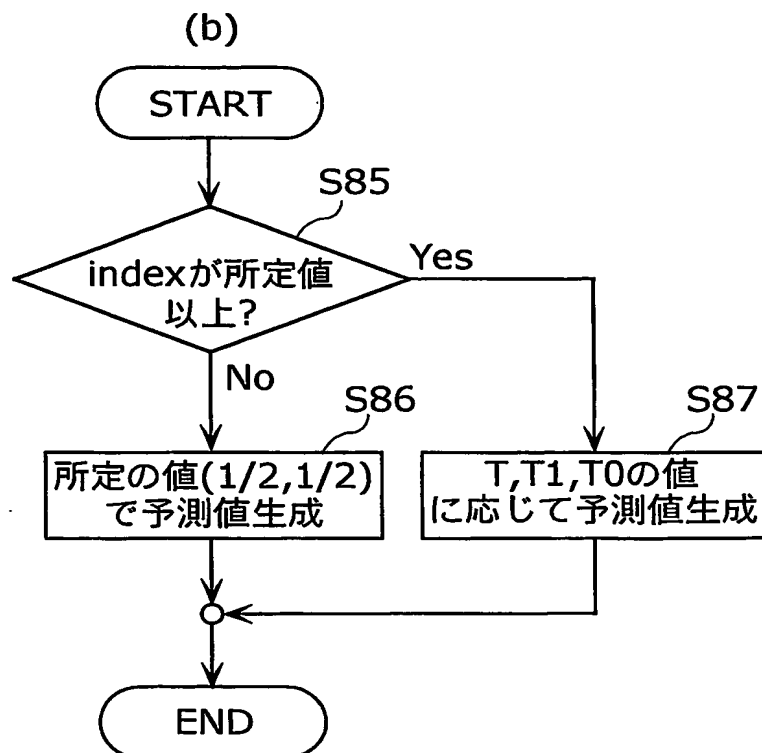 (b)
START
S85
indexが所定値
以上?
Yes
No
S86
所定の値(1/2,1/2)
で予測値生成
S87
T,T1,T0の値
に応じて予測値生成
END